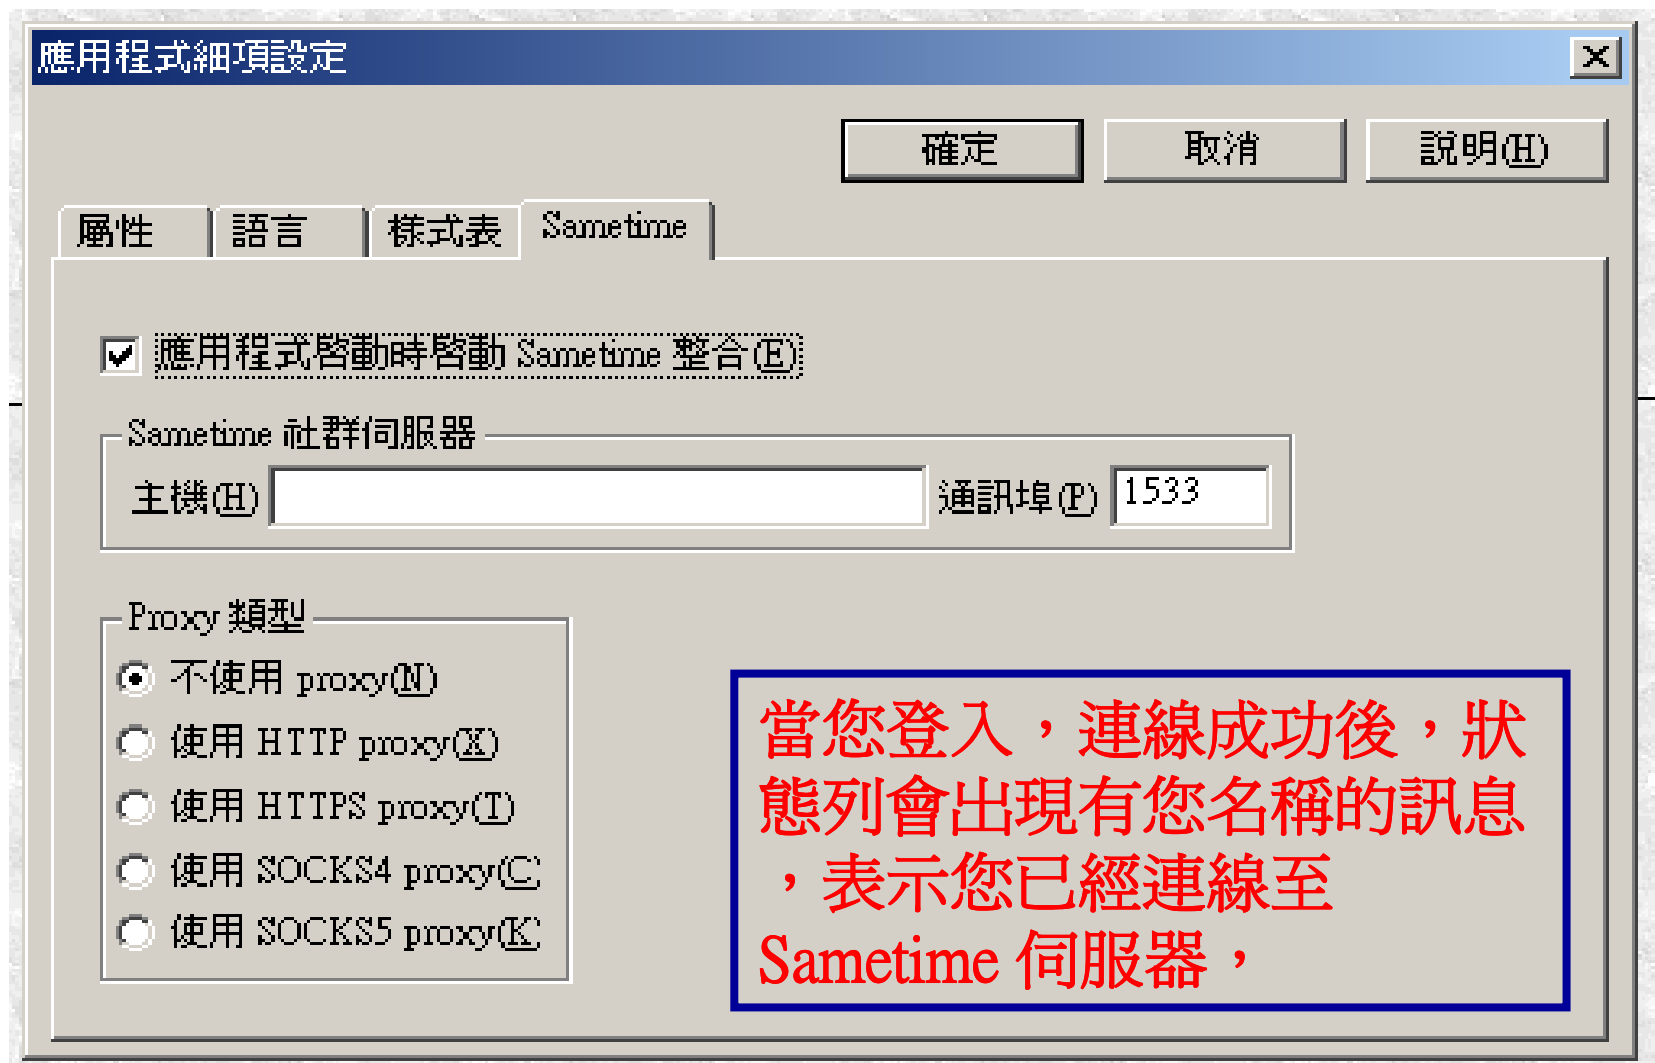 應用程式細項設定
確定 取消 說明(H)
屬性 語言 樣式表 Sametime
應用程式啓動時啓動 Sametime 整合(E)
Sametime 社群伺服器
主機(H) 通訊埠(P) 1533
Proxy 類型
不使用 proxy(N)
使用 HTTP proxy(X)
使用 HTTPS proxy(T)
使用 SOCKS4 proxy(C)
使用 SOCKS5 proxy(K)
當您登入，連線成功後，狀
態列會出現有您名稱的訊息
，表示您已經連線至
Sametime 伺服器，